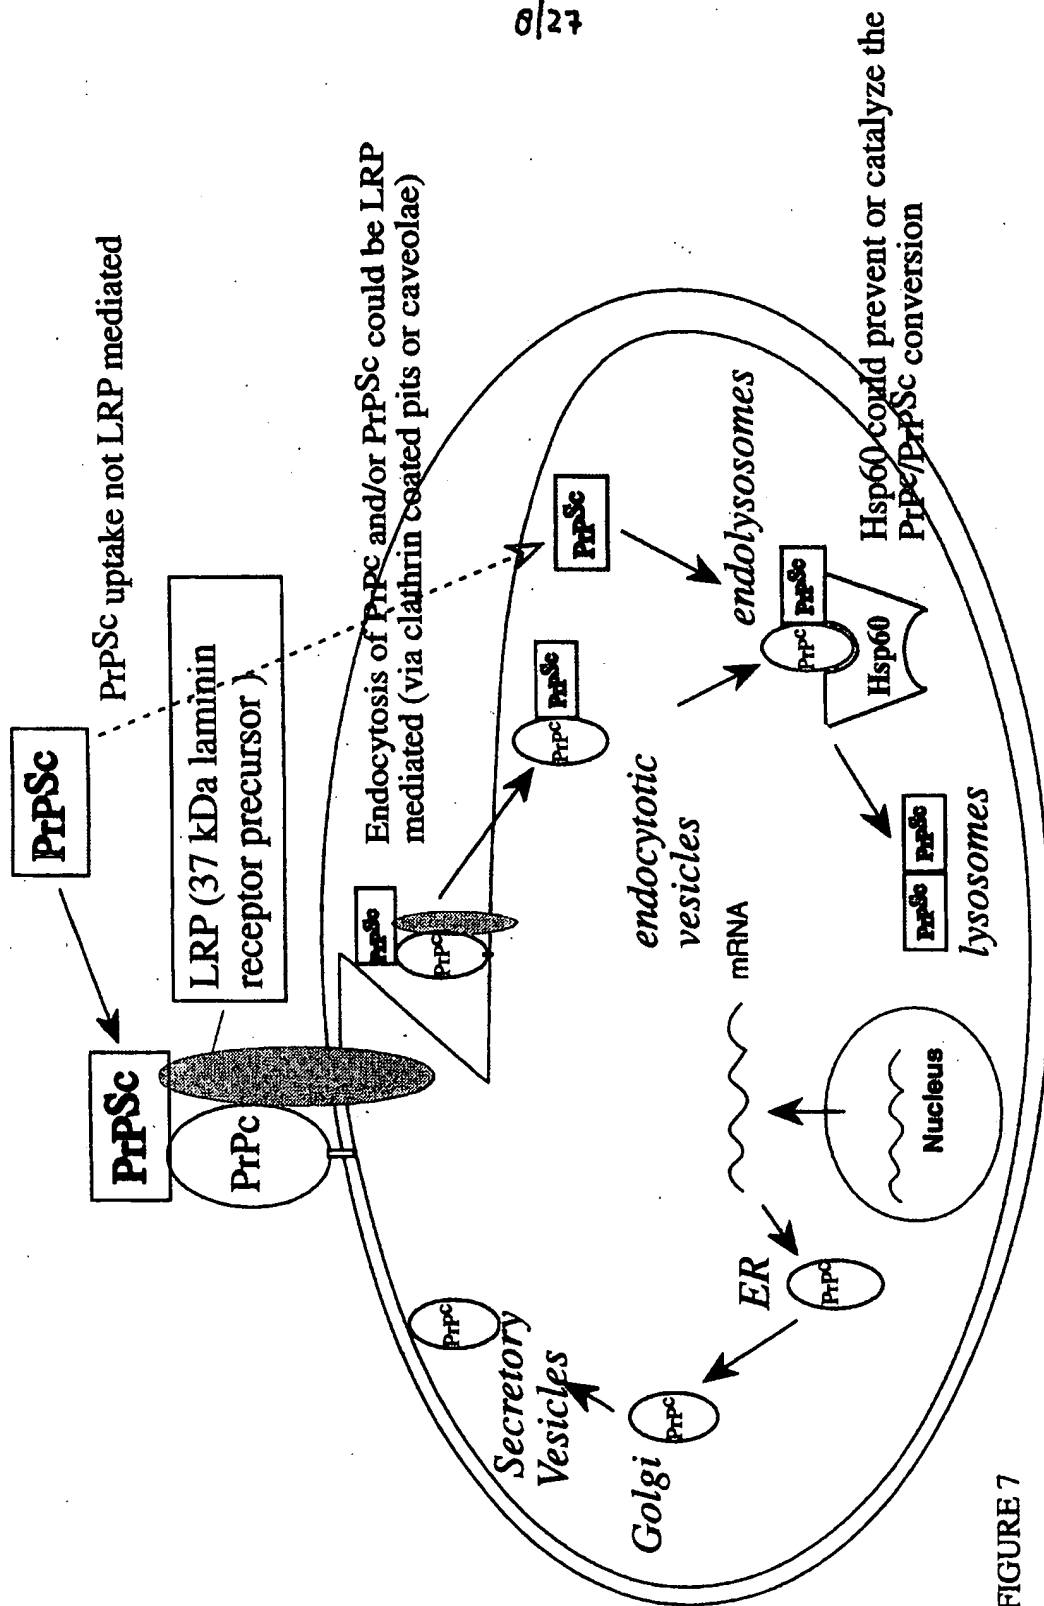 8/27
PrPSc
PrPSc uptake not LRP mediated
PrPSc
PrPc
LRP (37 kDa laminin
receptor precursor )
Endocytosis of PrPc and/or PrPSc could be LRP
mediated (via clathrin coated pits or caveolae)
PrPSc
PrPc
PrPc
PrPSc
PrPSc
endocytotic
vesicles
endolysosomes
PrPc
PrPSc
Hsp60
Hsp60 could prevent or catalyze the
PrPc/PrPSc conversion
PrPSc
PrPSc
lysosomes
mRNA
Nucleus
ER
PrPc
Golgi
PrPc
Secretory
Vesicles
PrPc
FIGURE 7